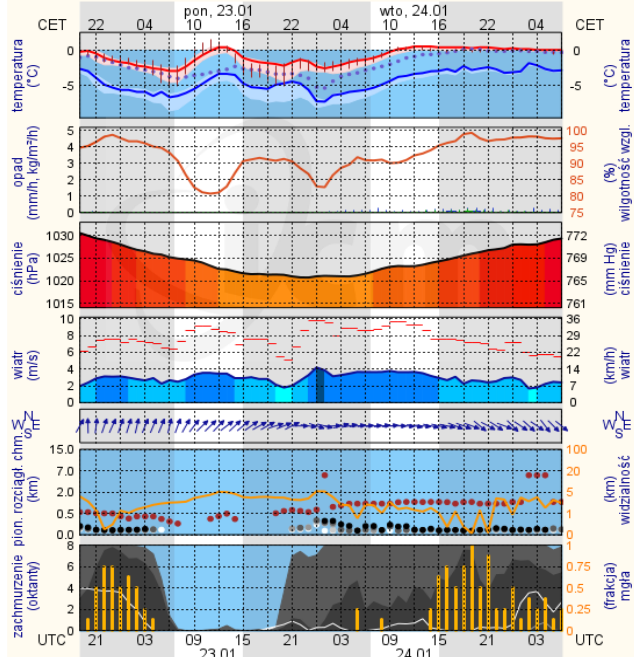 pon, 23.01 wto, 24.01
CET 22 04 10 16 22 04 10 16 22 04 CET
temperatura (°C) 0 -5 0 -5 (°C) temperatura
opad (mm/h, kg/m²/h) 5 4 3 2 1 0 100 95 90 85 80 75 (%) wilgotność wzgl.
ciśnienie (hPa) 1030 1021 1020 1014 772 769 765 761 (mm Hg) ciśnienie
wiatr (m/s) 10 8 6 4 2 0 36 29 22 14 7 0 (km/h) wiatr
W N E S W N E S
pion. rozciągł. chm. (km) 15.0 7.0 2.0 0.5 0.0 100 20 5 1 0 (km) widzialność
zachmurzenie (oktanty) 8 6 4 2 0 1 0.75 0.5 0.25 0 (frakcja) mgła
UTC 21 03 09 15 21 03 09 15 21 03 UTC
23.01 24.01